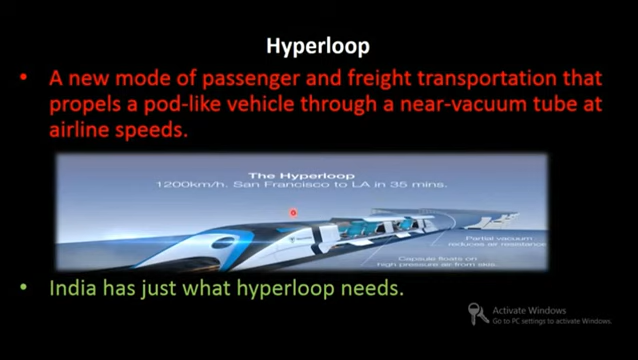 Hyperloop
• A new mode of passenger and freight transportation that
propels a pod-like vehicle through a near-vacuum tube at
airline speeds.
The Hyperloop
1200km/h. San Francisco to LA in 35 mins.
Partial vacuum
reduces air resistance
Capsule floats on
high pressure air from skis.
• India has just what hyperloop needs.
Activate Windows
Go to PC settings to activate Windows.